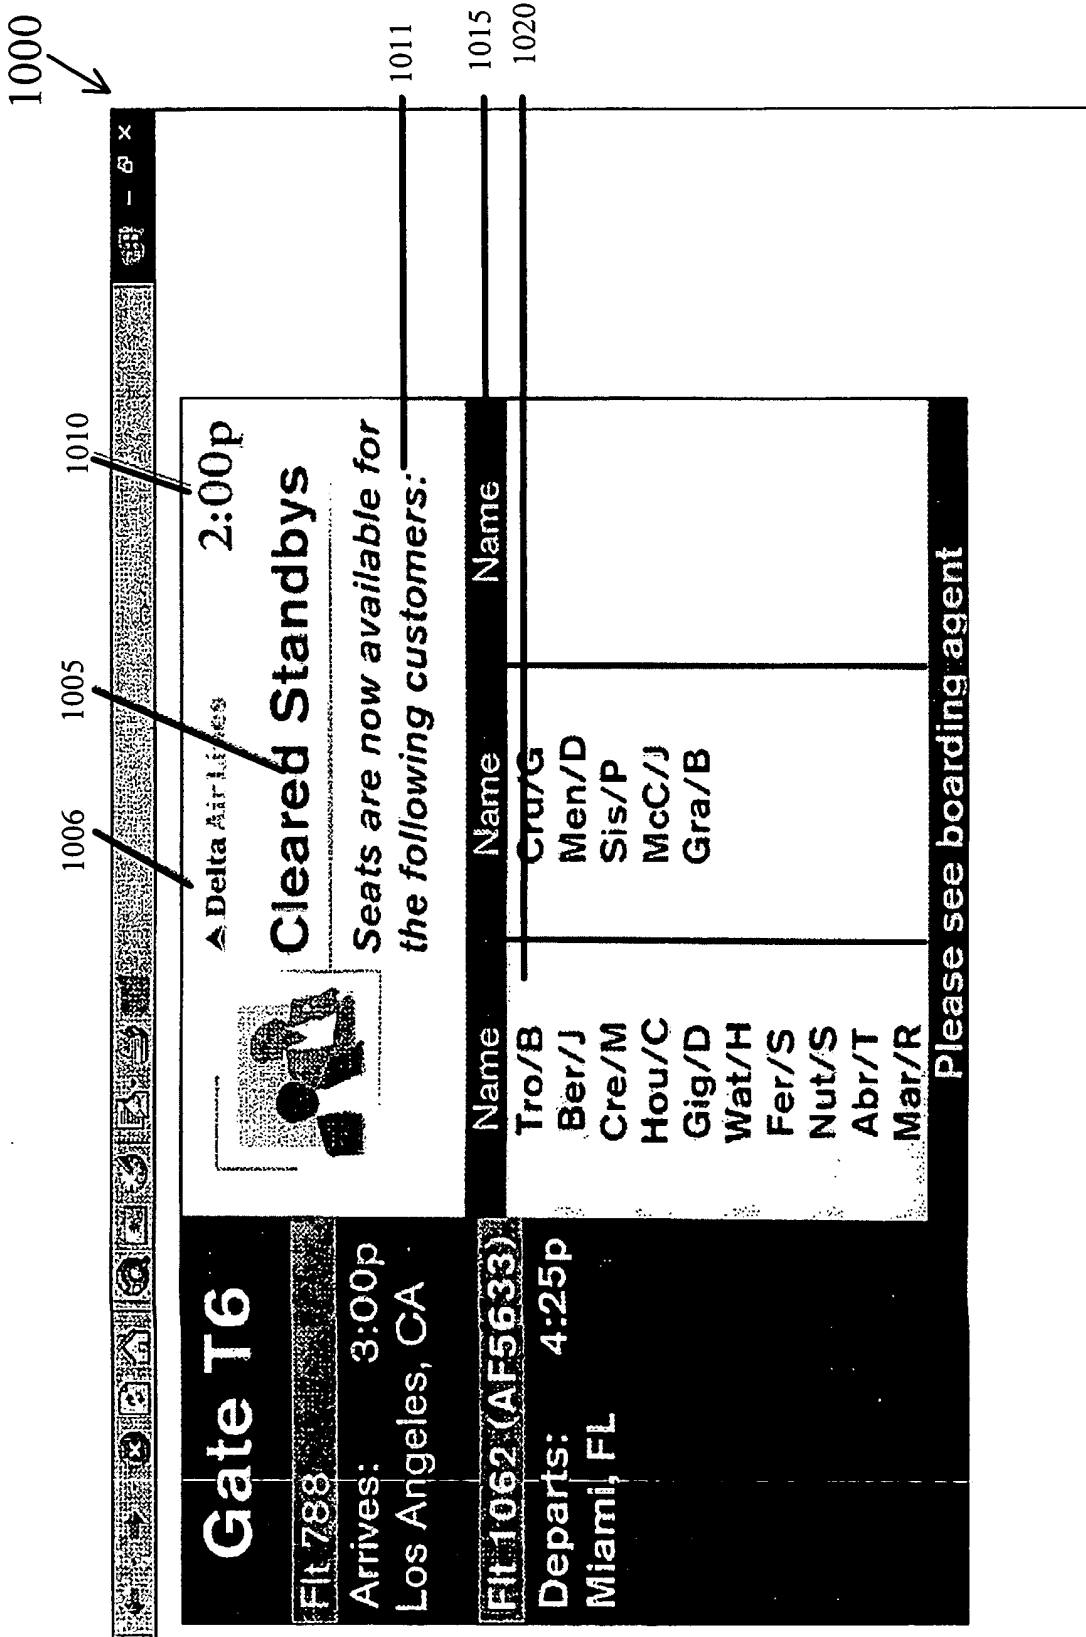 1000
1006
1005
1010
1011
1015
1020
Gate T6
Flt 788
Arrives: 3:00p
Los Angeles, CA
Flt 1062 (AF5633)
Departs: 4:25p
Miami, FL
Delta Air Lines 2:00p
Cleared Standbys
Seats are now available for
the following customers:
Name Name Name
Tro/B Cru/G
Ber/J Men/D
Cre/M Sis/P
Hou/C McC/J
Gig/D Gra/B
Wat/H
Fer/S
Nut/S
Abr/T
Mar/R
Please see boarding agent